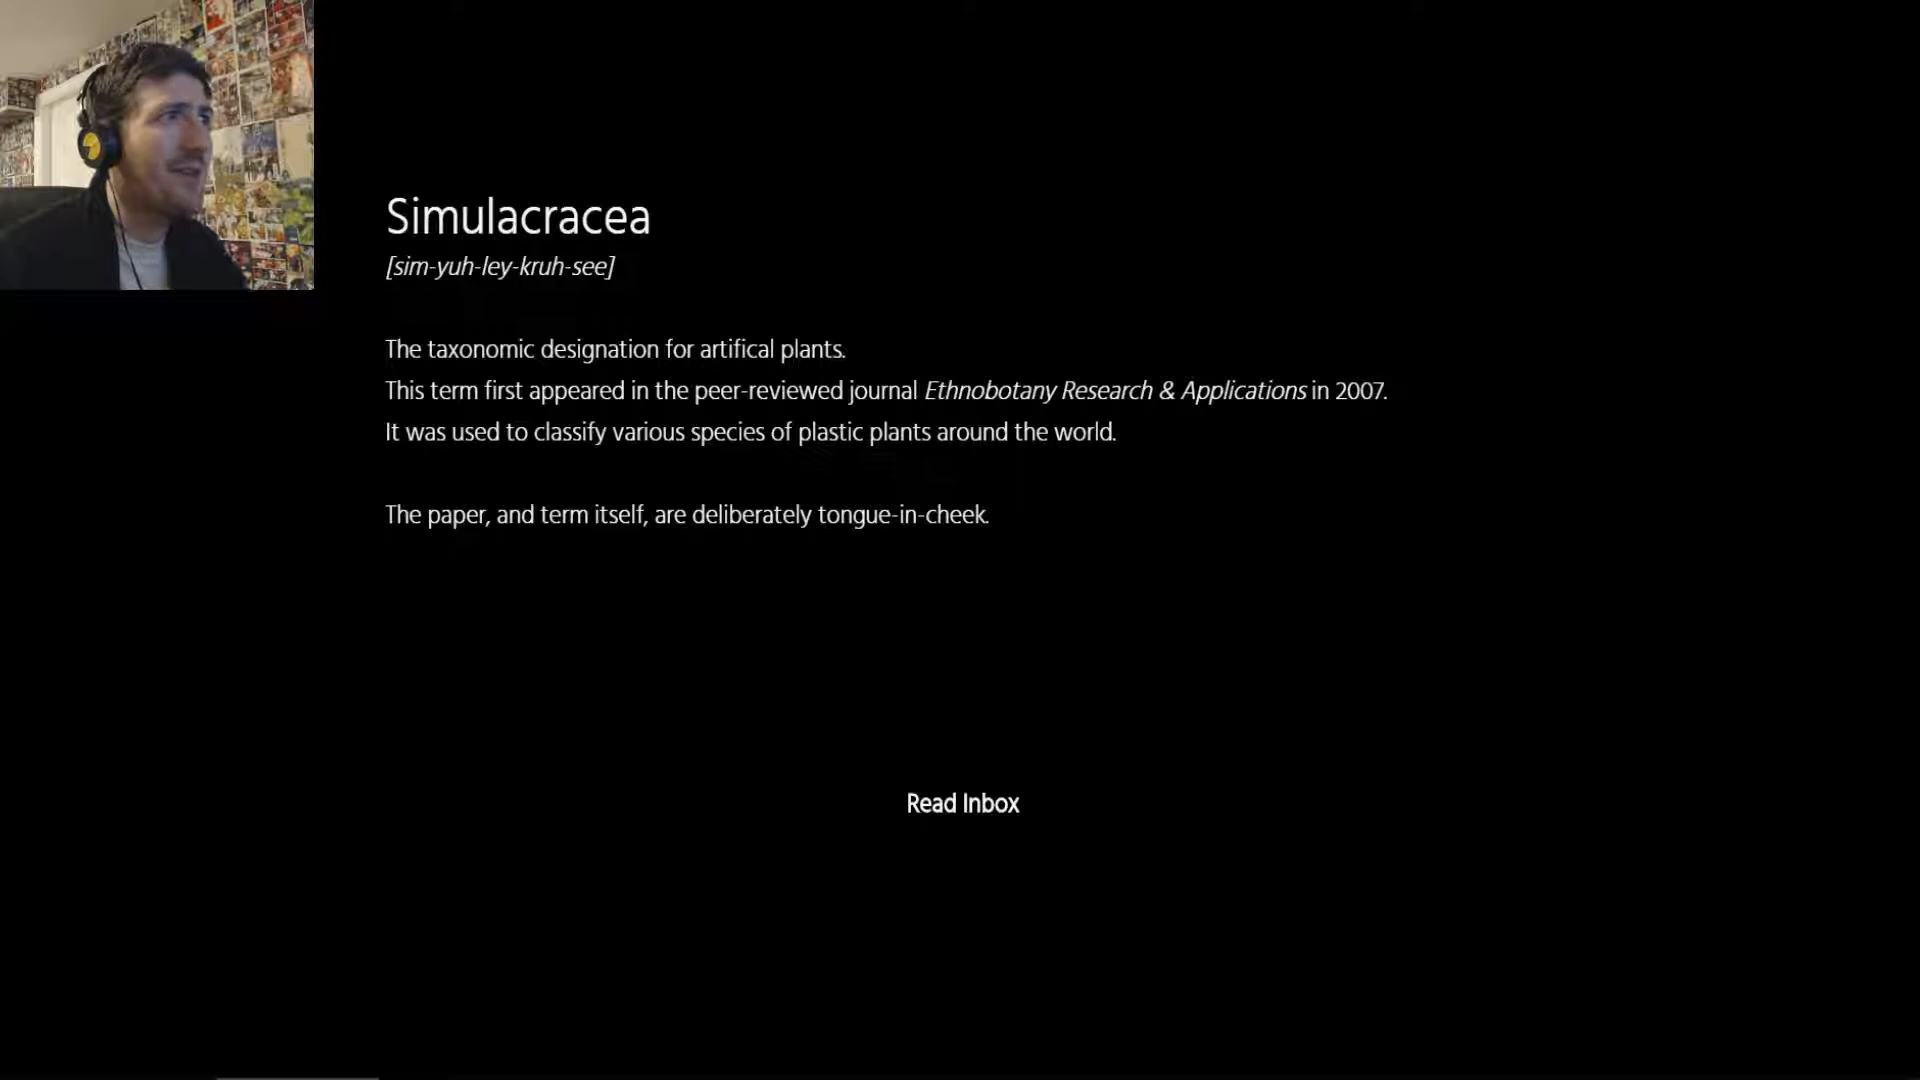 Simulacracea
[sim-yuh-ley-kruh-see]
The taxonomic designation for artifical plants.
This term first appeared in the peer-reviewed journal Ethnobotany Research & Applications in 2007.
It was used to classify various species of plastic plants around the world.
The paper, and term itself, are deliberately tongue-in-cheek.
Read Inbox